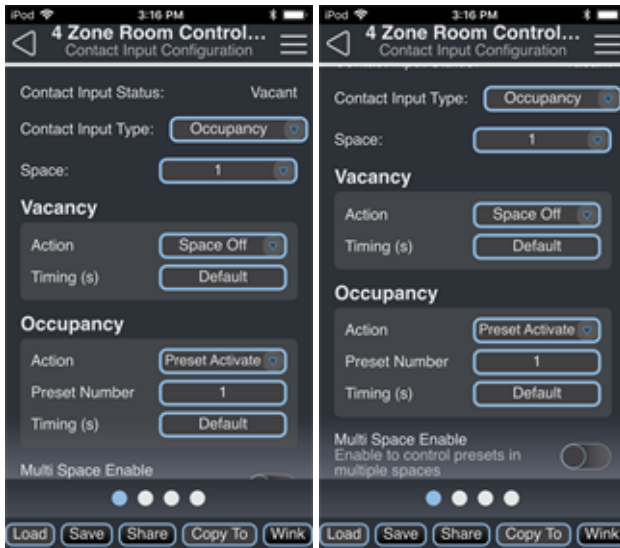 iPod 3:16 PM
4 Zone Room Control...
Contact Input Configuration
Contact Input Status: Vacant
Contact Input Type: Occupancy
Space: 1
Vacancy
Action Space Off
Timing (s) Default
Occupancy
Action Preset Activate
Preset Number 1
Timing (s) Default
Multi Space Enable
Load Save Share Copy To Wink
iPod 3:16 PM
4 Zone Room Control...
Contact Input Configuration
Contact Input Type: Occupancy
Space: 1
Vacancy
Action Space Off
Timing (s) Default
Occupancy
Action Preset Activate
Preset Number 1
Timing (s) Default
Multi Space Enable
Enable to control presets in
multiple spaces
Load Save Share Copy To Wink